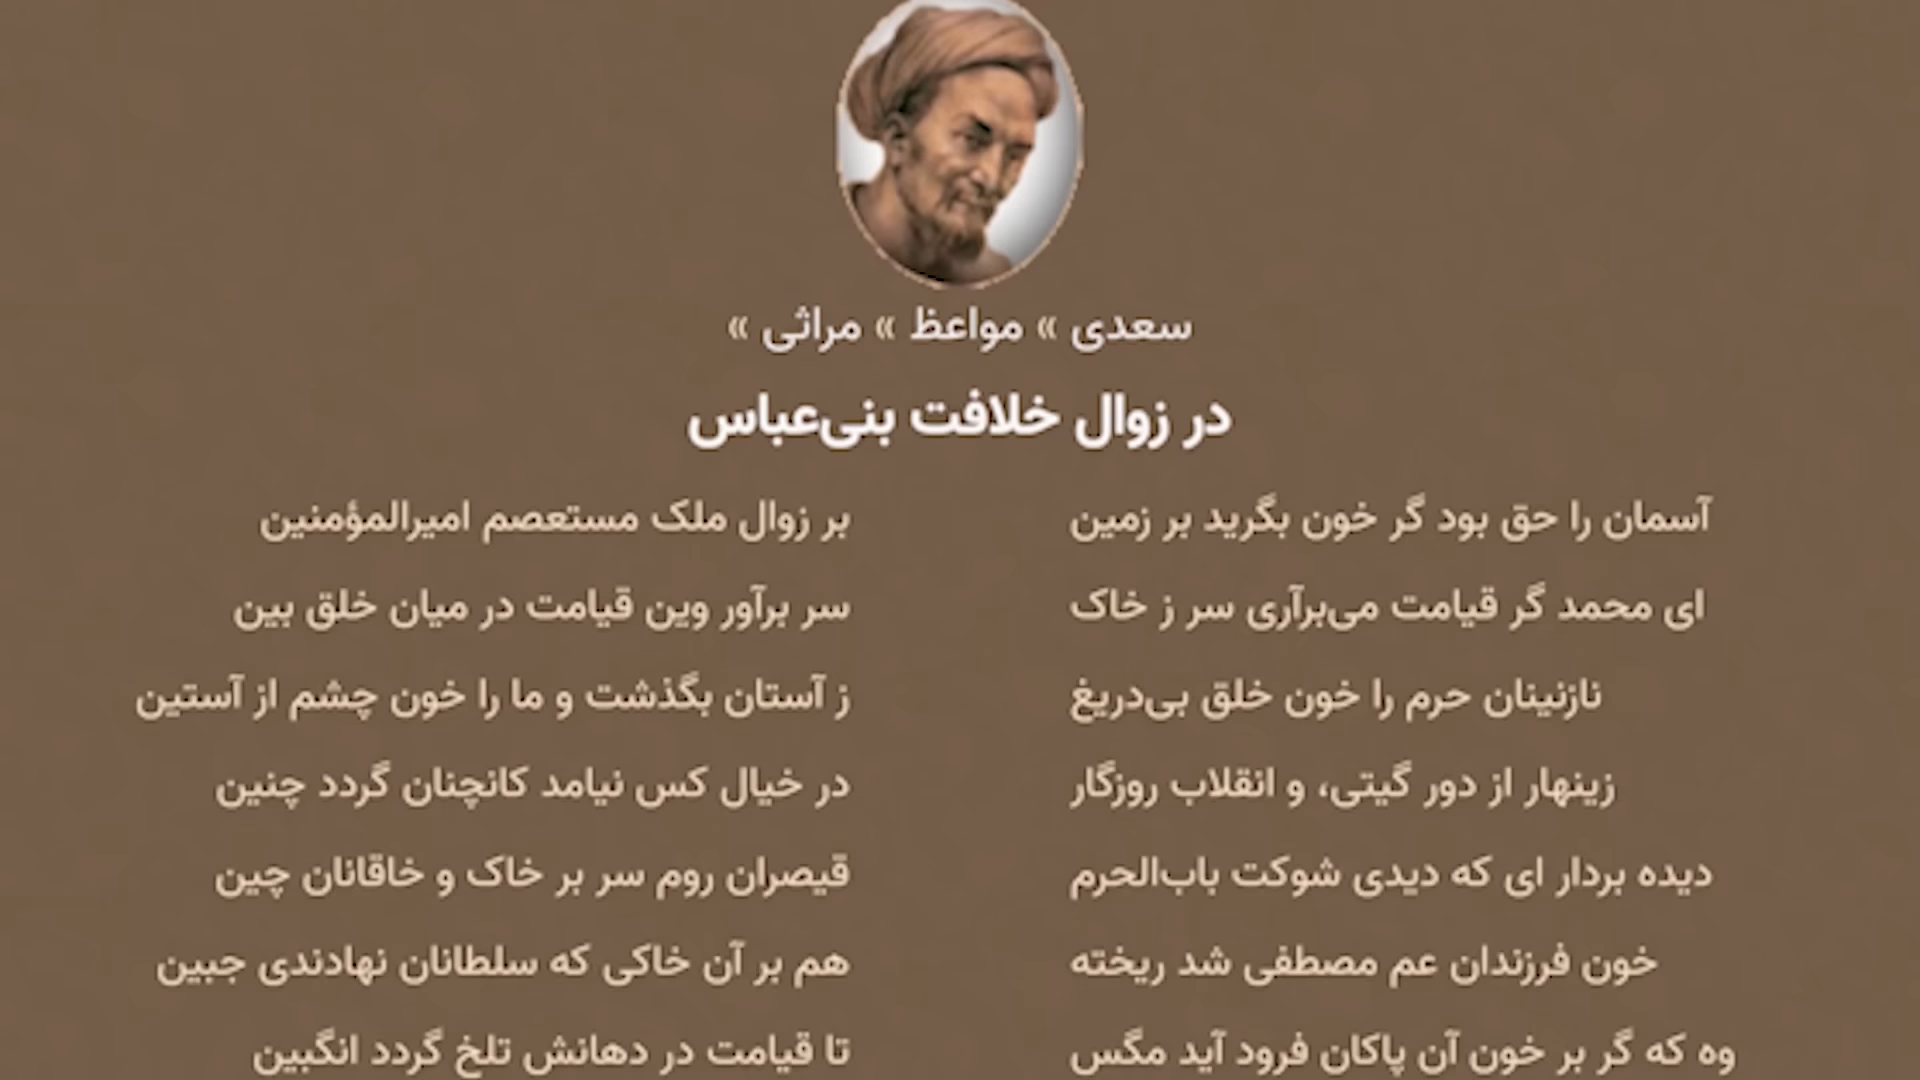 سعدی » مواعظ » مراثی »
در زوال خلافت بنی‌عباس
آسمان را حق بود گر خون بگرید بر زمین
بر زوال ملک مستعصم امیرالمؤمنین
ای محمد گر قیامت می‌برآری سر ز خاک
سر برآور وین قیامت در میان خلق بین
نازنینان حرم را خون خلق بی‌دریغ
ز آستان بگذشت و ما را خون چشم از آستین
زینهار از دور گیتی، و انقلاب روزگار
در خیال کس نیامد کانچنان گردد چنین
دیده بردار ای که دیدی شوکت باب‌الحرم
قیصران روم سر بر خاک و خاقانان چین
خون فرزندان عم مصطفی شد ریخته
هم بر آن خاکی که سلطانان نهادندی جبین
وه که گر بر خون آن پاکان فرود آید مگس
تا قیامت در دهانش تلخ گردد انگبین